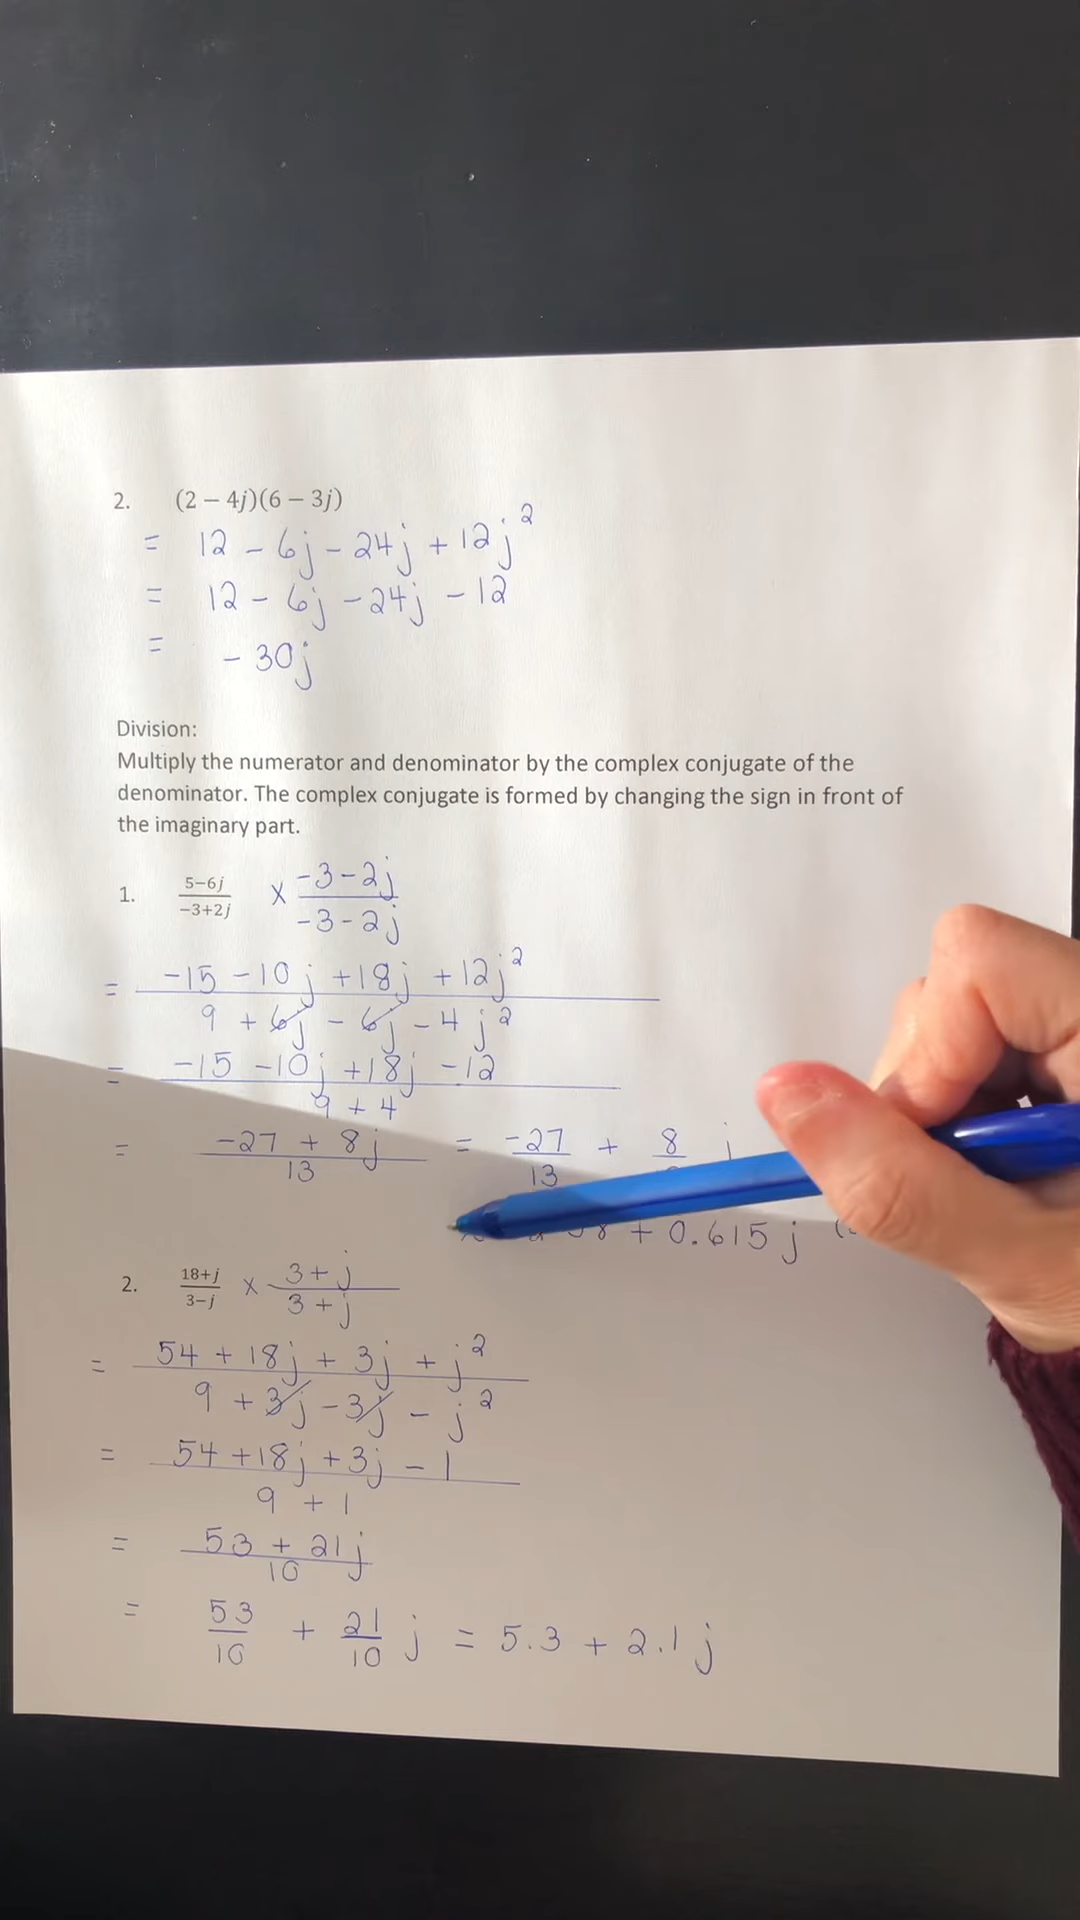 2. (2 – 4j)(6 – 3j)
= 12 - 6j - 24j + 12j²
= 12 - 6j - 24j - 12
= - 30j
Division:
Multiply the numerator and denominator by the complex conjugate of the
denominator. The complex conjugate is formed by changing the sign in front of
the imaginary part.
1. (5–6j)/(−3+2j) × (-3-2j)/(-3-2j)
= (-15 - 10j + 18j + 12j²)/(9 + 6j - 6j - 4j²)
= (-15 - 10j + 18j - 12)/(9 + 4)
= (-27 + 8j)/13 = -27/13 + 8/ j
+ 0.615j
2. (18+j)/(3−j) × (3+j)/(3+j)
= (54 + 18j + 3j + j²)/(9 + 3j - 3j - j²)
= (54 + 18j + 3j - 1)/(9 + 1)
= (53 + 21j)/10
= 53/10 + 21/10 j = 5.3 + 2.1j